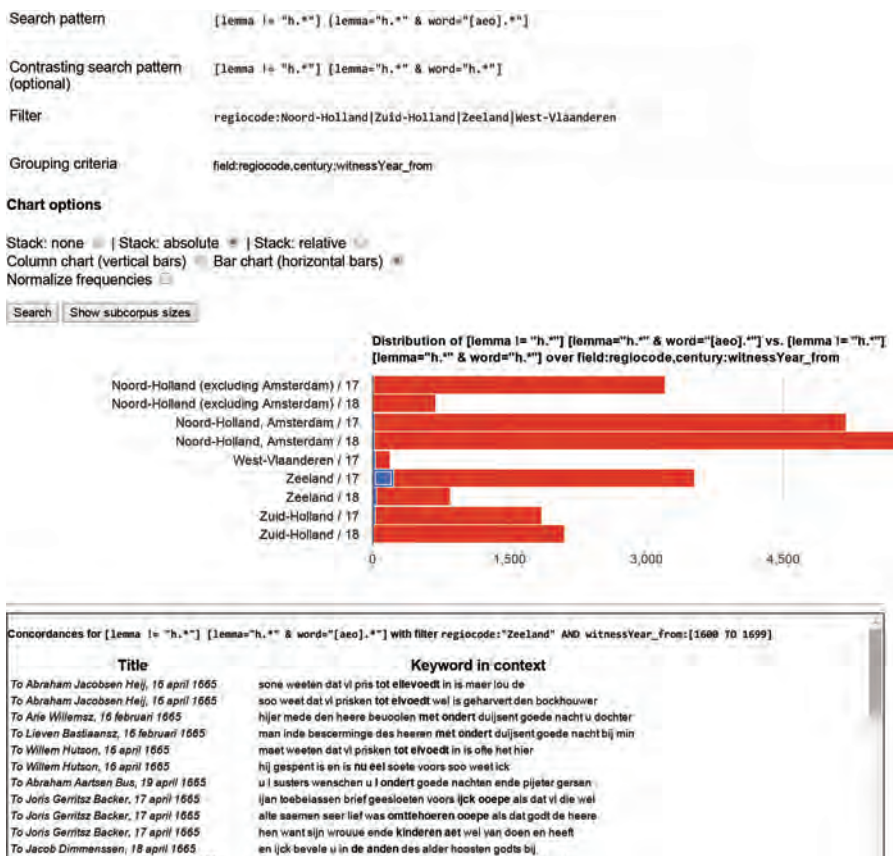 Search pattern [lemma != "h.*"] [lemma="h.*" & word="[aeo].*"]
Contrasting search pattern [lemma != "h.*"] [lemma="h.*" & word="h.*"]
(optional)
Filter regiocode:Noord-Holland|Zuid-Holland|Zeeland|West-Vlaanderen
Grouping criteria field:regiocode,century:witnessYear_from
Chart options
Stack: none | Stack: absolute | Stack: relative
Column chart (vertical bars) Bar chart (horizontal bars)
Normalize frequencies
Search Show subcorpus sizes
Distribution of [lemma != "h.*"] [lemma="h.*" & word="[aeo].*"] vs. [lemma != "h.*"]
[lemma="h.*" & word="h.*"] over field:regiocode,century:witnessYear_from
Noord-Holland (excluding Amsterdam) / 17
Noord-Holland (excluding Amsterdam) / 18
Noord-Holland, Amsterdam / 17
Noord-Holland, Amsterdam / 18
West-Vlaanderen / 17
Zeeland / 17
Zeeland / 18
Zuid-Holland / 17
Zuid-Holland / 18
0 1,500 3,000 4,500
Concordances for [lemma != "h.*"] [lemma="h.*" & word="[aeo].*"] with filter regiocode:"Zeeland" AND witnessYear_from:[1600 TO 1699]
Title Keyword in context
To Abraham Jacobsen Heij, 16 april 1665 sone weeten dat vl pris tot ellevoedt in is maer lou de
To Abraham Jacobsen Heij, 16 april 1665 soo weet dat vl prisken tot elvoedt wel is geharvert den bockhouwer
To Arie Willemsz, 16 februari 1665 hijer mede den heere beuoolen met ondert duijsent goede nacht u dochter
To Lieven Bastiaansz, 16 februari 1665 man inde bescerminge des heeren met ondert duijsent goede nacht bij min
To Willem Hutson, 16 april 1665 maet weeten dat vl prisken tot elvoedt in is ofte het hier
To Willem Hutson, 16 april 1665 hij gespent is en is nu eel soete voors soo weet ick
To Abraham Aartsen Bus, 19 april 1665 u l susters wenschen u l ondert goede nachten ende pijeter gersen
To Joris Gerritsz Backer, 17 april 1665 ijan toebelassen brief geesloeten voors ijck ooepe als dat vl die wel
To Joris Gerritsz Backer, 17 april 1665 alte saemen seer lief was omttehoeren ooepe als dat godt de heere
To Joris Gerritsz Backer, 17 april 1665 hen want sijn wrouue ende kinderen aet wel van doen en heeft
To Jacob Dimmenssen, 18 april 1665 en ijck bevele u in de anden des alder hoosten godts bij